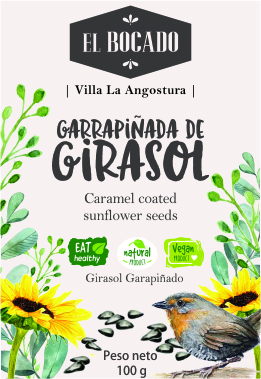 EL BOCADO
| Villa La Angostura |
GARRAPIÑADA DE
GIRASOL
Caramel coated
sunflower seeds
EAT
healthy
natural
PRODUCT
Vegan
PRODUCT
Girasol Garapiñado
Peso neto
100 g